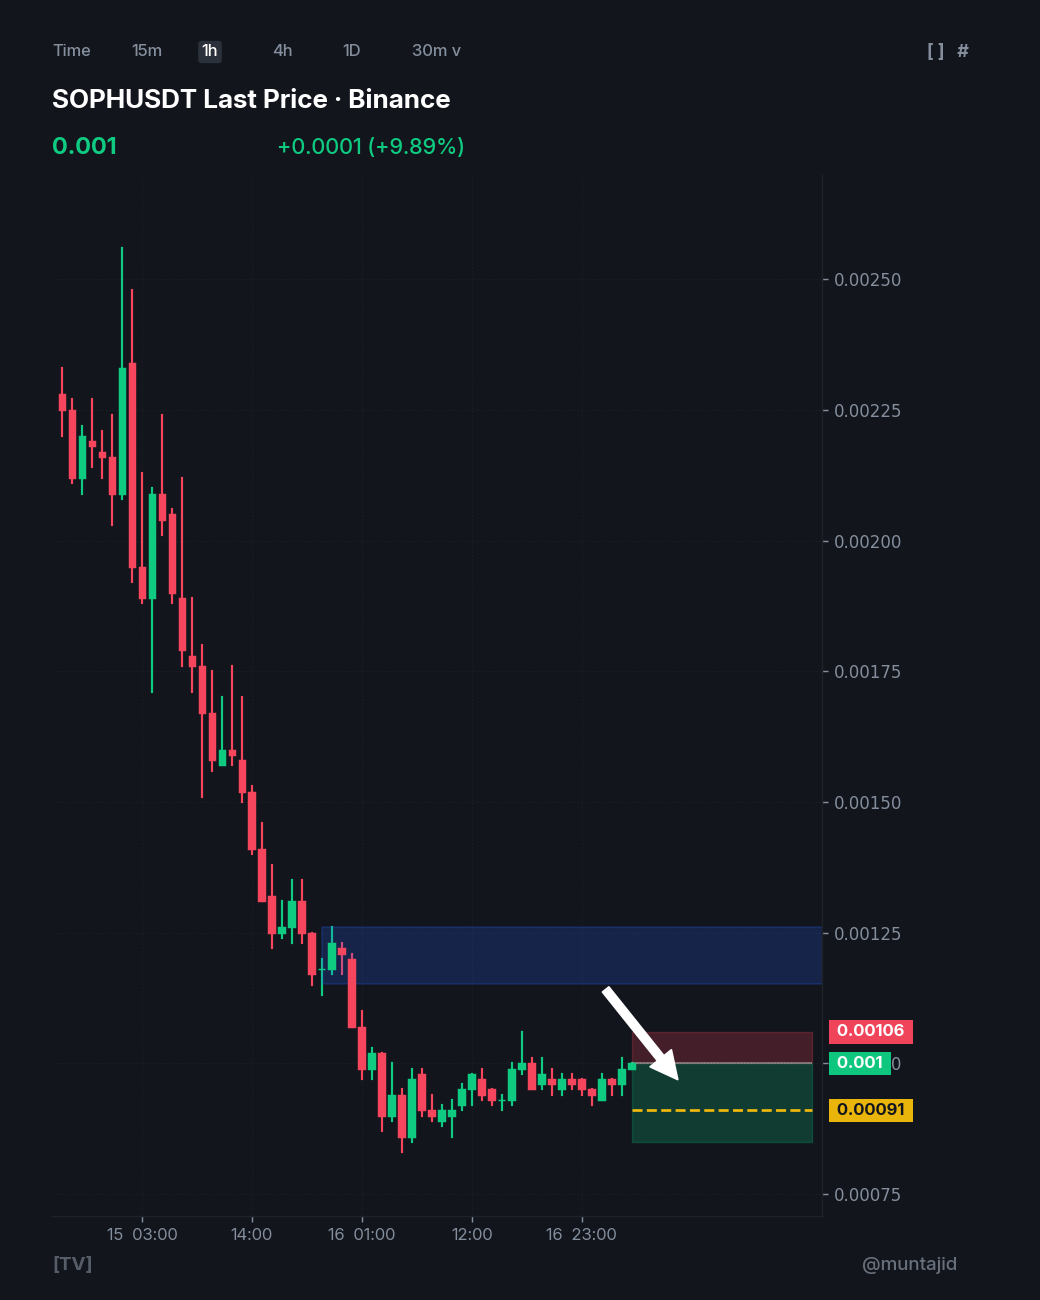 Time 15m 1h 4h 1D 30m v [ ] #
SOPHUSDT Last Price · Binance
0.001 +0.0001 (+9.89%)
0.00250
0.00225
0.00200
0.00175
0.00150
0.00125
0.00106
0.001 0
0.00091
0.00075
15 03:00 14:00 16 01:00 12:00 16 23:00
[TV] @muntajid